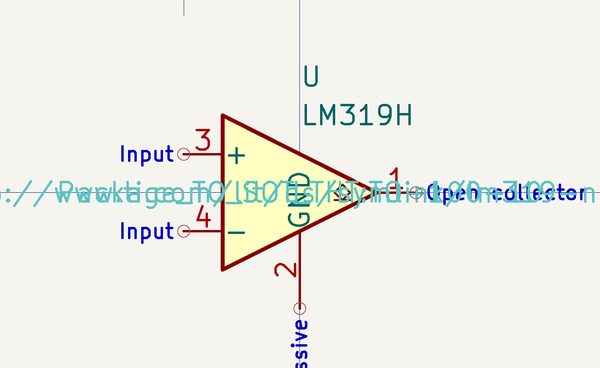 U
LM319H
3
Input
+
1
GND
Open collector
4
Input
−
2
ssive